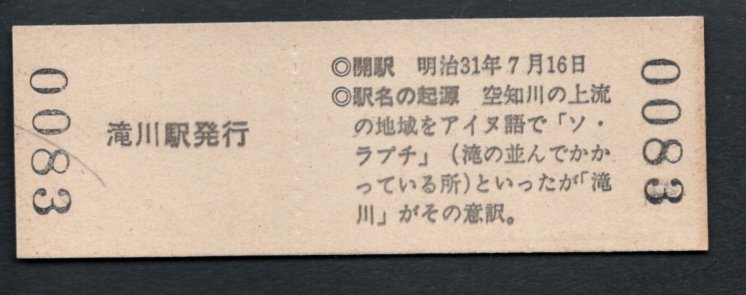 0083
滝川駅発行
◎開駅 明治31年7月16日
◎駅名の起源 空知川の上流
の地域をアイヌ語で「ソ・
ラプチ」(滝の並んでかか
っている所)といったが「滝
川」がその意訳。
0083